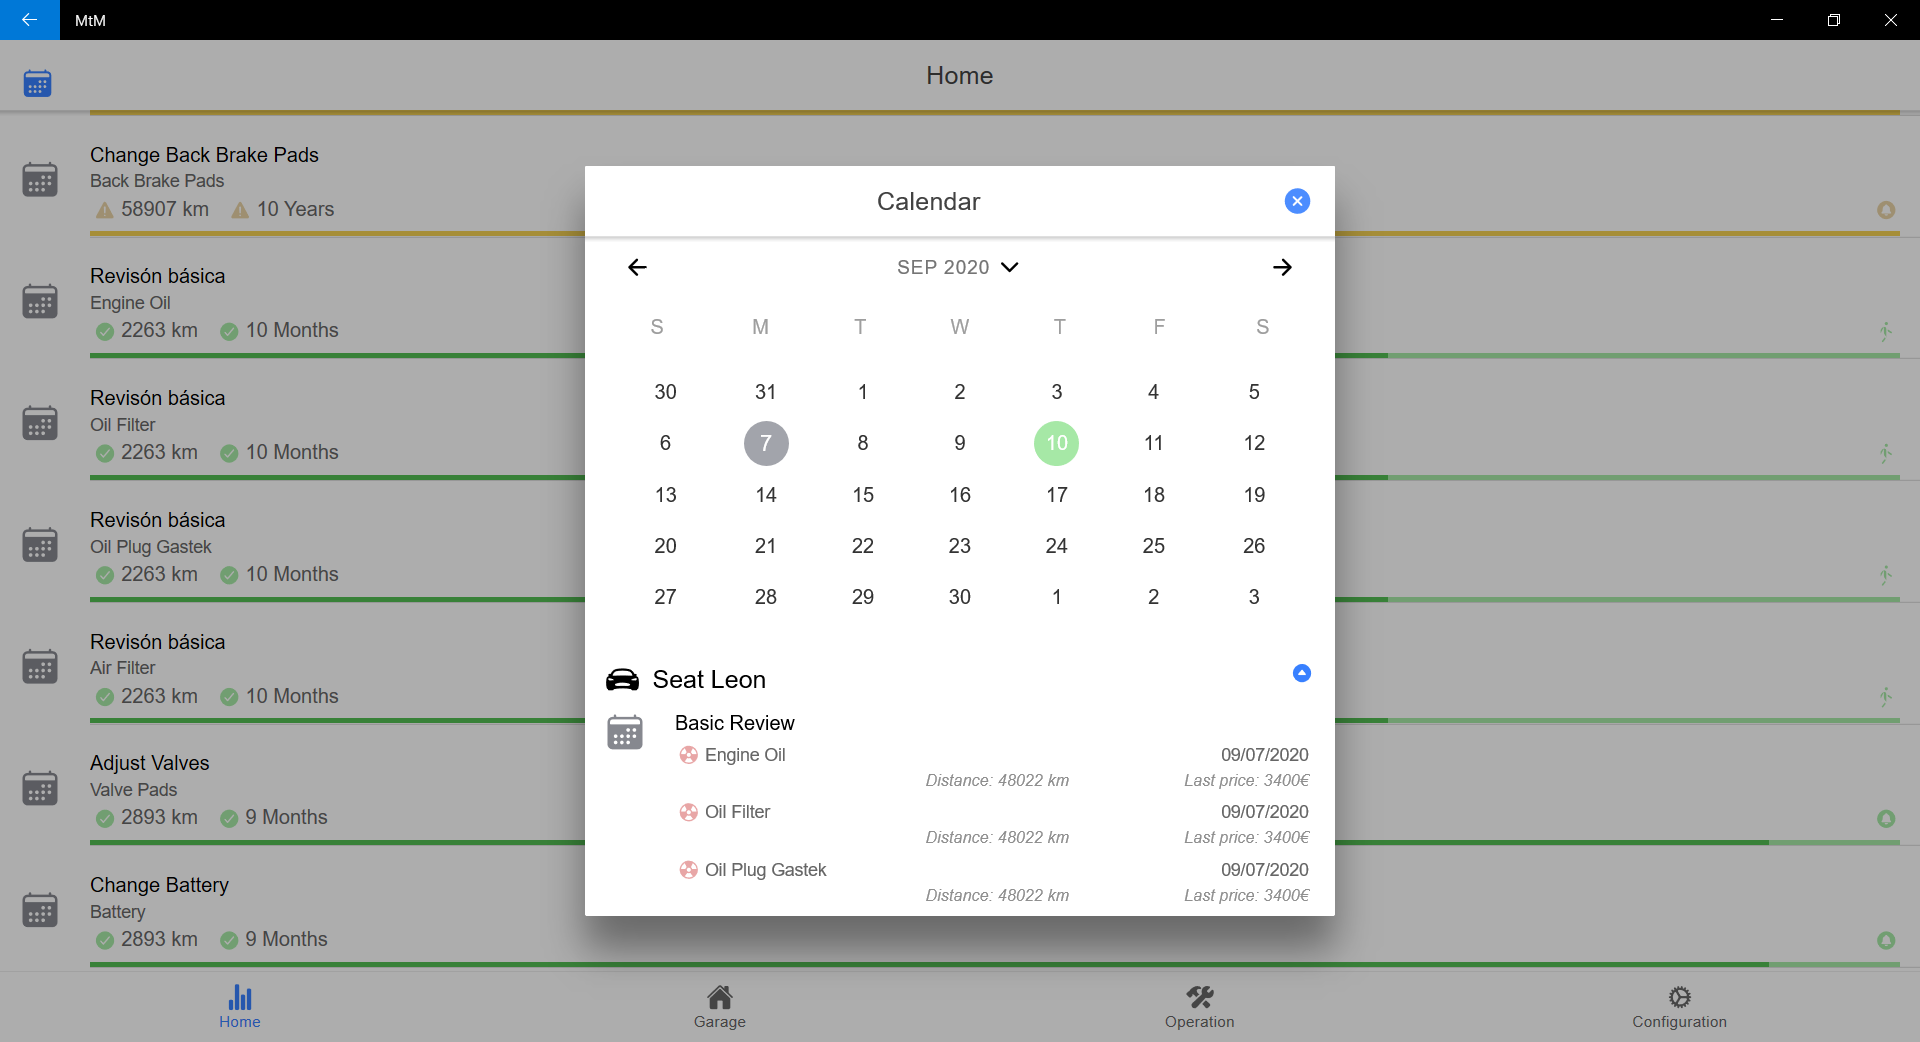 MtM
Home
Change Back Brake Pads
Back Brake Pads
58907 km 10 Years
Revisón básica
Engine Oil
2263 km 10 Months
Revisón básica
Oil Filter
2263 km 10 Months
Revisón básica
Oil Plug Gastek
2263 km 10 Months
Revisón básica
Air Filter
2263 km 10 Months
Adjust Valves
Valve Pads
2893 km 9 Months
Change Battery
Battery
2893 km 9 Months
Calendar
SEP 2020
S M T W T F S
30 31 1 2 3 4 5
6 7 8 9 10 11 12
13 14 15 16 17 18 19
20 21 22 23 24 25 26
27 28 29 30 1 2 3
Seat Leon
Basic Review
Engine Oil 09/07/2020
Distance: 48022 km Last price: 3400€
Oil Filter 09/07/2020
Distance: 48022 km Last price: 3400€
Oil Plug Gastek 09/07/2020
Distance: 48022 km Last price: 3400€
Home Garage Operation Configuration